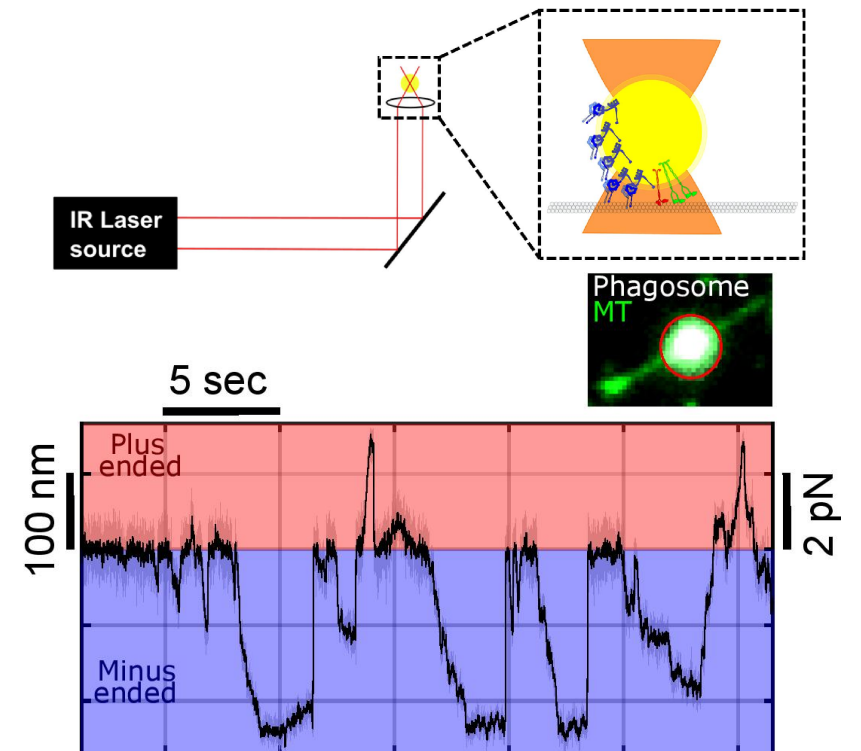 IR Laser
source
Phagosome
MT
5 sec
Plus
ended
100 nm
2 pN
Minus
ended